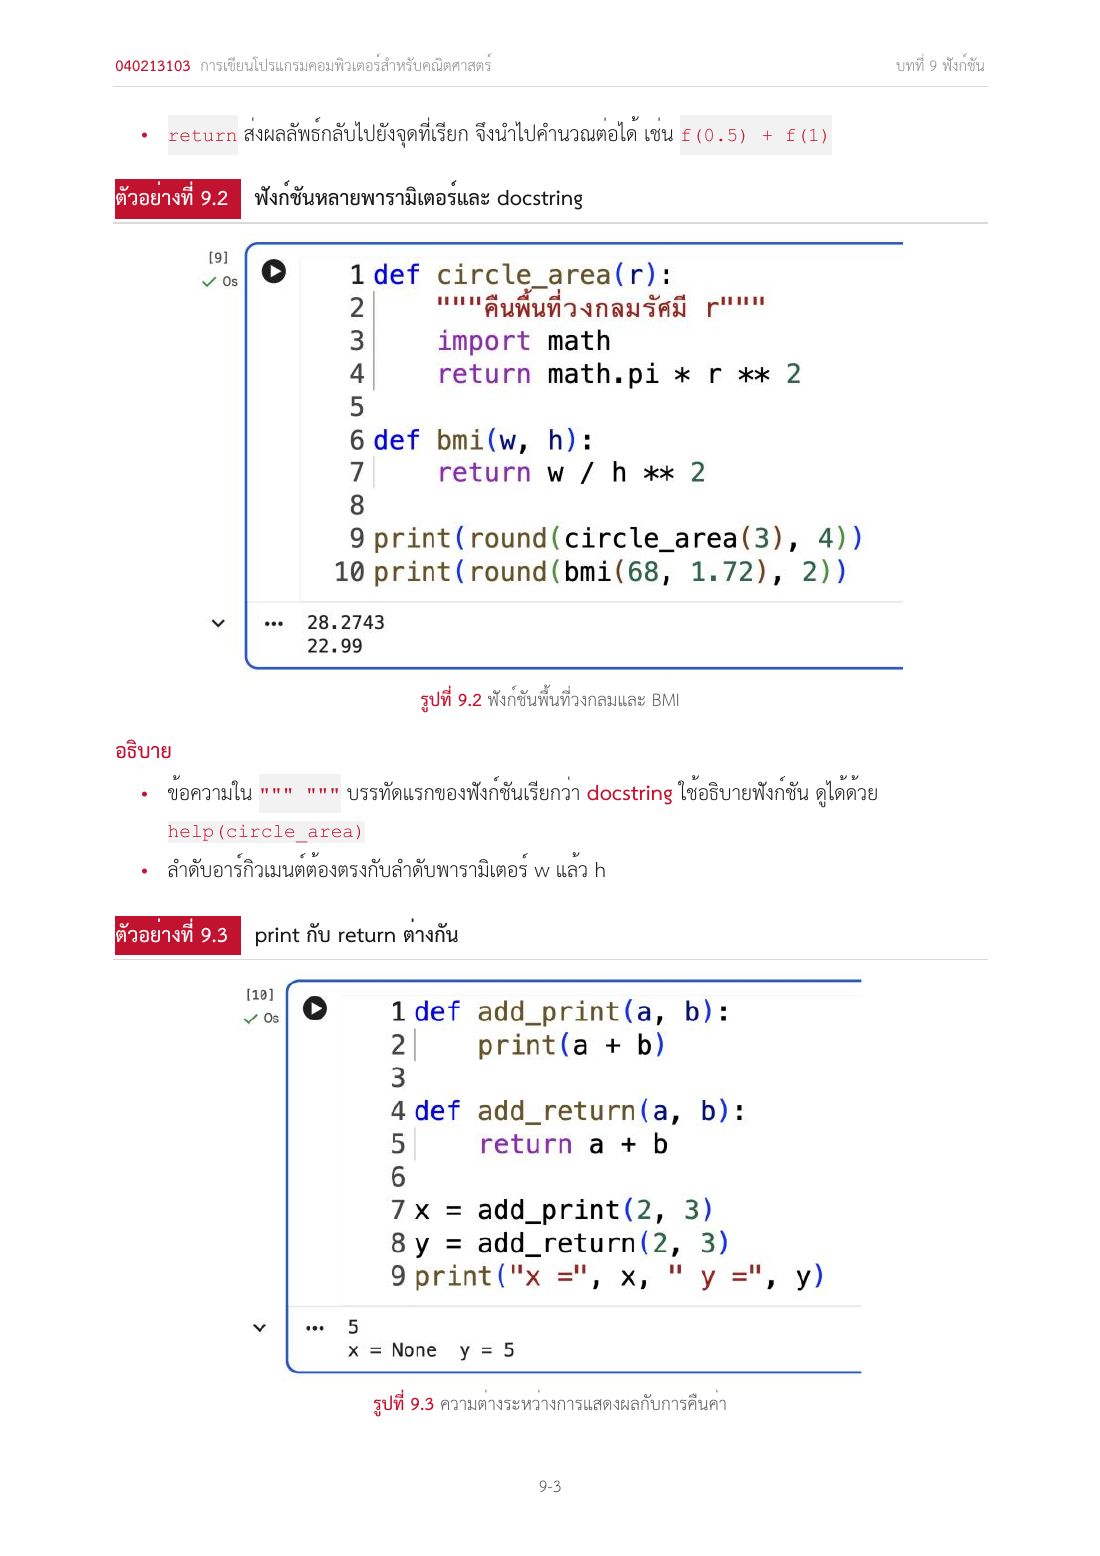 040213103 การเขียนโปรแกรมคอมพิวเตอร์สำหรับคณิตศาสตร์ บทที่ 9 ฟังก์ชัน
• return ส่งผลลัพธ์กลับไปยังจุดที่เรียก จึงนำไปคำนวณต่อได้ เช่น f(0.5) + f(1)
ตัวอย่างที่ 9.2 ฟังก์ชันหลายพารามิเตอร์และ docstring
[9]
0s
1 def circle_area(r):
2     """คืนพื้นที่วงกลมรัศมี r"""
3     import math
4     return math.pi * r ** 2
5
6 def bmi(w, h):
7     return w / h ** 2
8
9 print(round(circle_area(3), 4))
10 print(round(bmi(68, 1.72), 2))
28.2743
22.99
รูปที่ 9.2 ฟังก์ชันพื้นที่วงกลมและ BMI
อธิบาย
• ข้อความใน """ """ บรรทัดแรกของฟังก์ชันเรียกว่า docstring ใช้อธิบายฟังก์ชัน ดูได้ด้วย
help(circle_area)
• ลำดับอาร์กิวเมนต์ต้องตรงกับลำดับพารามิเตอร์ w แล้ว h
ตัวอย่างที่ 9.3 print กับ return ต่างกัน
[10]
0s
1 def add_print(a, b):
2     print(a + b)
3
4 def add_return(a, b):
5     return a + b
6
7 x = add_print(2, 3)
8 y = add_return(2, 3)
9 print("x =", x, " y =", y)
5
x = None  y = 5
รูปที่ 9.3 ความต่างระหว่างการแสดงผลกับการคืนค่า
9-3